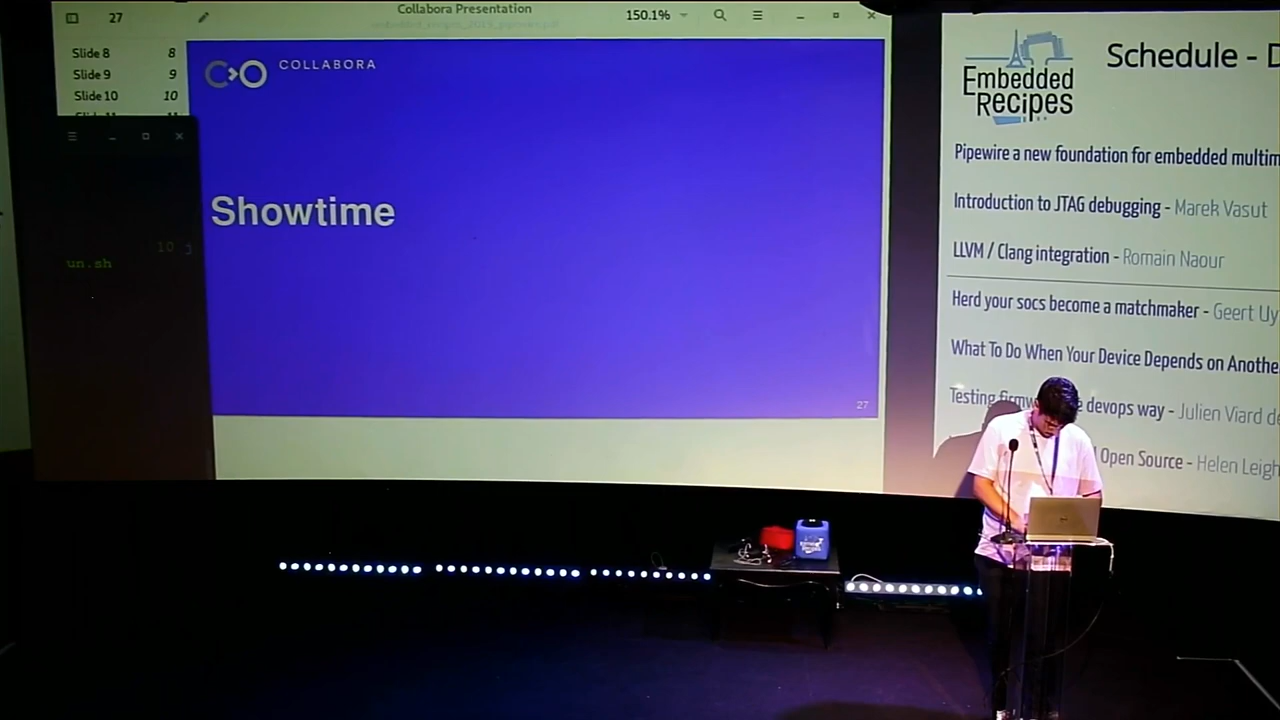 27
Collabora Presentation
150.1%
Slide 8 8
Slide 9 9
Slide 10 10
COLLABORA
Showtime
27
10
un.sh
Embedded
Recipes
Schedule - D
Pipewire a new foundation for embedded multim
Introduction to JTAG debugging - Marek Vasut
LLVM / Clang integration - Romain Naour
Herd your socs become a matchmaker - Geert Uy
What To Do When Your Device Depends on Anothe
Testing firmw e devops way - Julien Viard d
Open Source - Helen Leigh